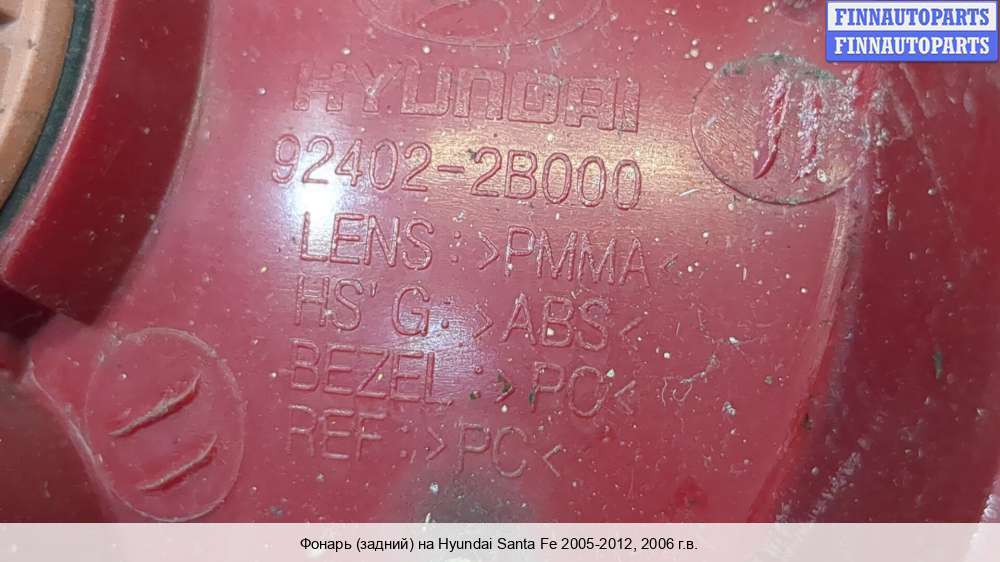 FINNAUTOPARTS
FINNAUTOPARTS
HYUNDAI
92402-2B000
LENS:>PMMA<
HS'G:>ABS<
BEZEL:>PC<
REF:>PC<
Фонарь (задний) на Hyundai Santa Fe 2005-2012, 2006 г.в.